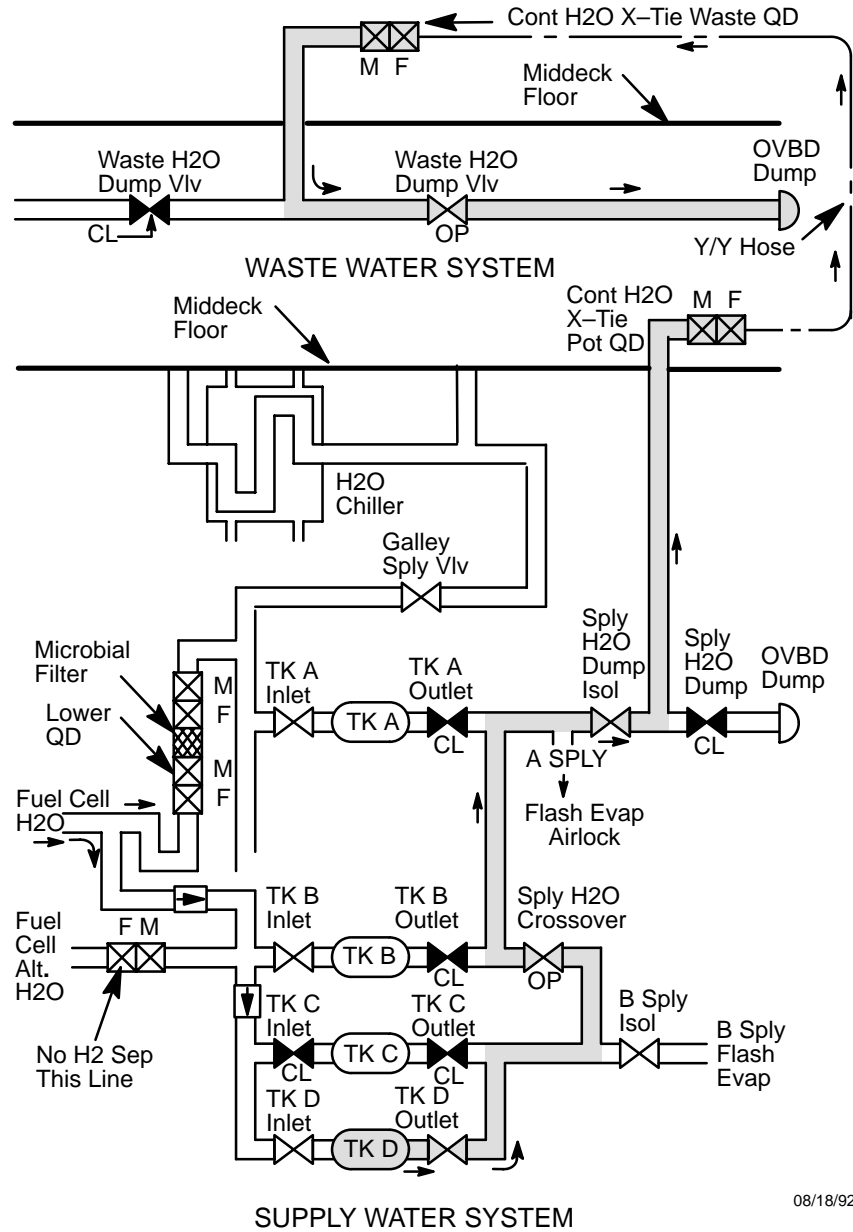 Cont H2O X–Tie Waste QD
M F
Middeck
Floor
Waste H2O
Dump Vlv
Waste H2O
Dump Vlv
OVBD
Dump
CL
OP
Y/Y Hose
WASTE WATER SYSTEM
Cont H2O
X–Tie
Pot QD
M F
Middeck
Floor
H2O
Chiller
Galley
Sply Vlv
Microbial
Filter
Lower
QD
M
F
M
F
TK A
Inlet
TK A
TK A
Outlet
CL
Sply
H2O
Dump
Isol
Sply
H2O
Dump
CL
OVBD
Dump
A SPLY
Flash Evap
Airlock
Fuel Cell
H2O
TK B
Inlet
TK B
TK B
Outlet
CL
Sply H2O
Crossover
OP
Fuel
Cell
Alt.
H2O
F M
No H2 Sep
This Line
TK C
Inlet
CL
TK C
TK C
Outlet
CL
B Sply
Isol
B Sply
Flash
Evap
TK D
Inlet
TK D
TK D
Outlet
SUPPLY WATER SYSTEM
08/18/92